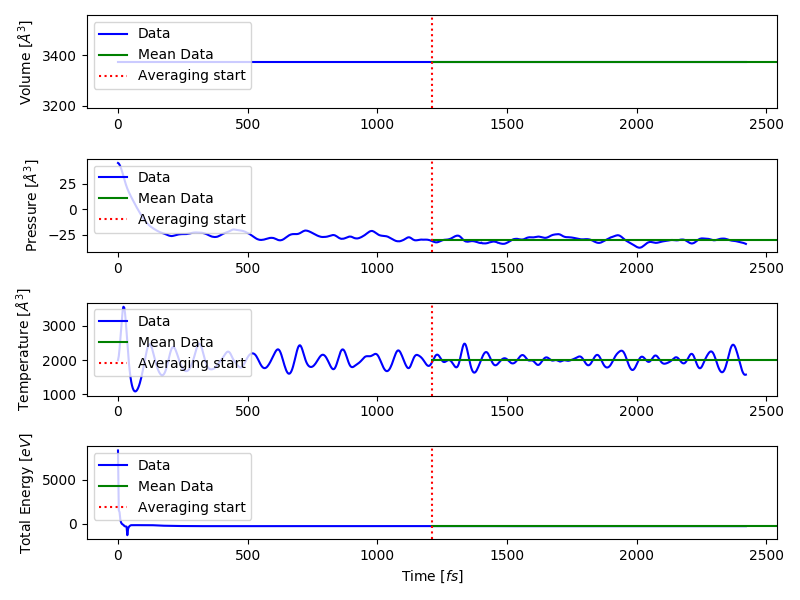 Volume [Å³]
3400
3200
Data
Mean Data
Averaging start
0 500 1000 1500 2000 2500
Pressure [Å³]
25
0
−25
Data
Mean Data
Averaging start
0 500 1000 1500 2000 2500
Temperature [Å³]
3000
2000
1000
Data
Mean Data
Averaging start
0 500 1000 1500 2000 2500
Total Energy [eV]
5000
0
Data
Mean Data
Averaging start
0 500 1000 1500 2000 2500
Time [fs]